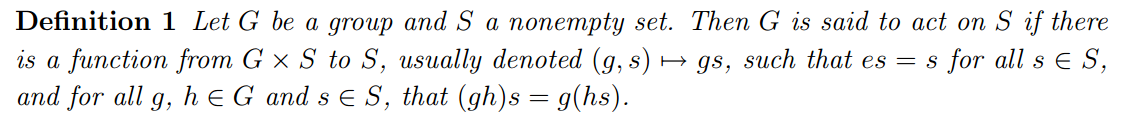 Definition 1 Let G be a group and S a nonempty set. Then G is said to act on S if there
is a function from G × S to S, usually denoted (g, s) ↦ gs, such that es = s for all s ∈ S,
and for all g, h ∈ G and s ∈ S, that (gh)s = g(hs).